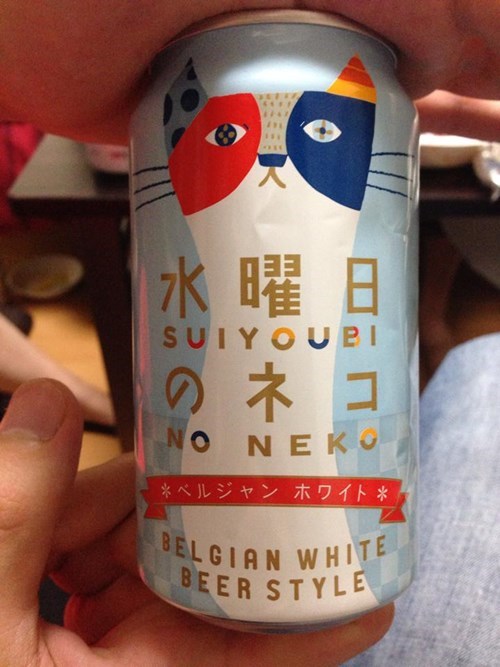 水曜日
SUIYOUBI
のネコ
NO NEKO
*ベルジャン ホワイト*
BELGIAN WHITE
BEER STYLE